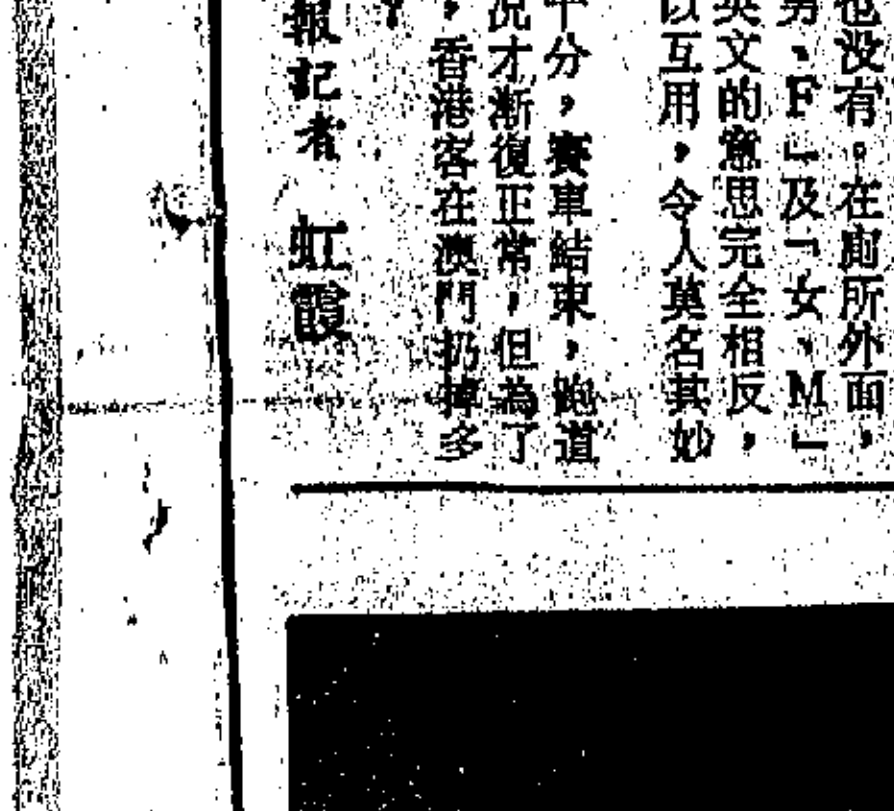 也没有。在廁所外面，
男、F」及「女、M」
英文的意思完全相反，
以互用，令人莫名其妙
半分，賽車結束，跑道
況才漸復正常，但為了
，香港客在澳門扔掉多
報記者 虹霞